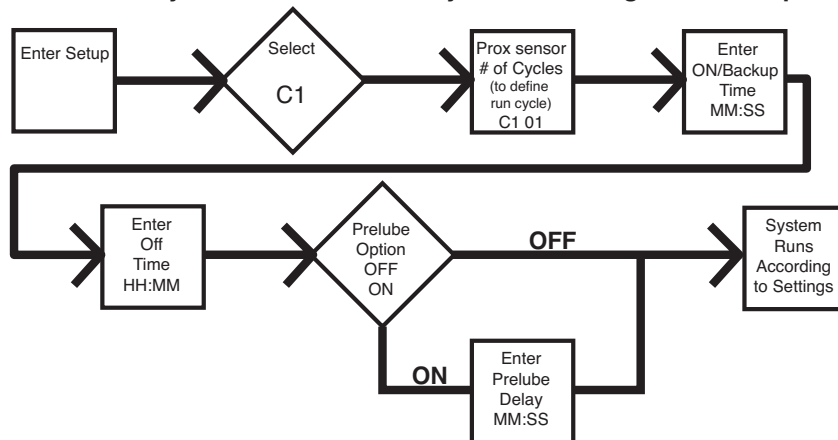 Enter Setup
Select
C1
Prox sensor
# of Cycles
(to define
run cycle)
C1 01
Enter
ON/Backup
Time
MM:SS
Enter
Off
Time
HH:MM
Prelube
Option
OFF
ON
OFF
ON
Enter
Prelube
Delay
MM:SS
System
Runs
According
to Settings